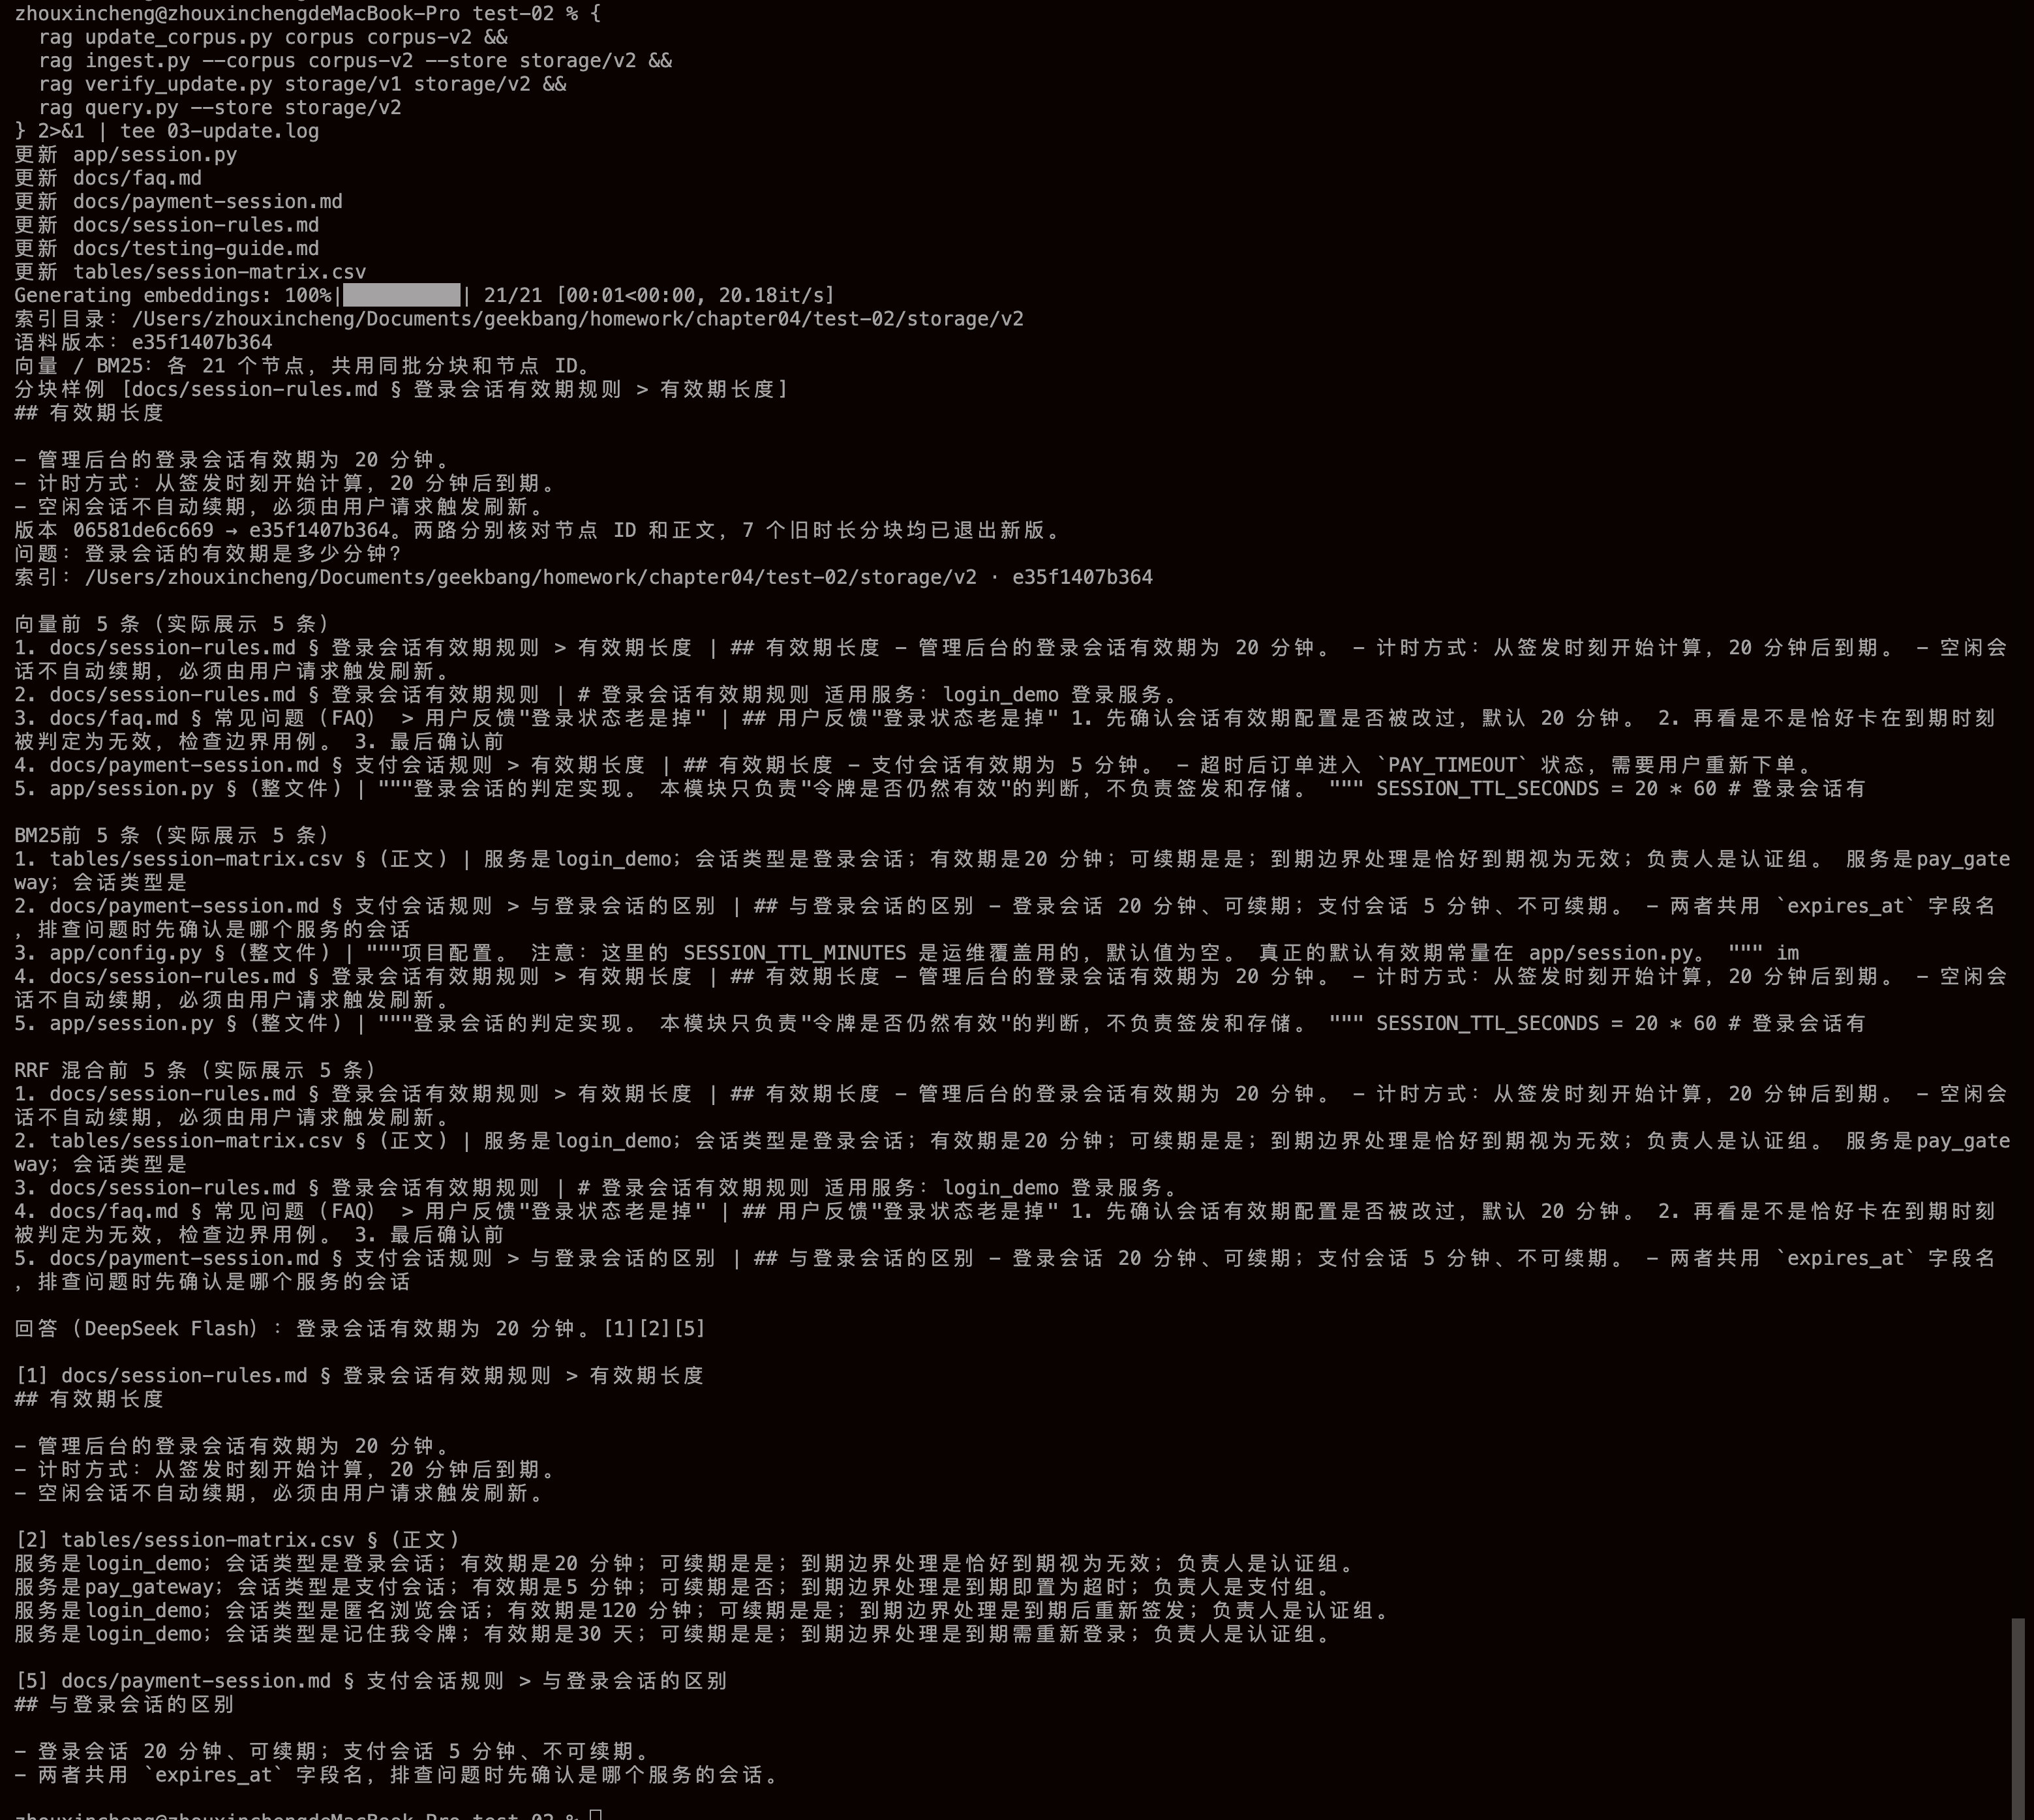 zhouxincheng@zhouxinchengdeMacBook-Pro test-02 % {
  rag update_corpus.py corpus corpus-v2 &&
  rag ingest.py --corpus corpus-v2 --store storage/v2 &&
  rag verify_update.py storage/v1 storage/v2 &&
  rag query.py --store storage/v2
} 2>&1 | tee 03-update.log
更新 app/session.py
更新 docs/faq.md
更新 docs/payment-session.md
更新 docs/session-rules.md
更新 docs/testing-guide.md
更新 tables/session-matrix.csv
Generating embeddings: 100%|██████████| 21/21 [00:01<00:00, 20.18it/s]
索引目录: /Users/zhouxincheng/Documents/geekbang/homework/chapter04/test-02/storage/v2
语料版本: e35f1407b364
向量 / BM25: 各 21 个节点, 共用同批分块和节点 ID。
分块样例 [docs/session-rules.md § 登录会话有效期规则 > 有效期长度]
## 有效期长度

- 管理后台的登录会话有效期为 20 分钟。
- 计时方式: 从签发时刻开始计算, 20 分钟后到期。
- 空闲会话不自动续期, 必须由用户请求触发刷新。
版本 06581de6c669 → e35f1407b364。两路分别核对节点 ID 和正文, 7 个旧时长分块均已退出新版。
问题: 登录会话的有效期是多少分钟?
索引: /Users/zhouxincheng/Documents/geekbang/homework/chapter04/test-02/storage/v2 · e35f1407b364

向量前 5 条 (实际展示 5 条)
1. docs/session-rules.md § 登录会话有效期规则 > 有效期长度 | ## 有效期长度 - 管理后台的登录会话有效期为 20 分钟。 - 计时方式: 从签发时刻开始计算, 20 分钟后到期。 - 空闲会
话不自动续期, 必须由用户请求触发刷新。
2. docs/session-rules.md § 登录会话有效期规则 | # 登录会话有效期规则 适用服务: login_demo 登录服务。
3. docs/faq.md § 常见问题 (FAQ) > 用户反馈"登录状态老是掉" | ## 用户反馈"登录状态老是掉" 1. 先确认会话有效期配置是否被改过, 默认 20 分钟。 2. 再看是不是恰好卡在到期时刻
被判定为无效, 检查边界用例。 3. 最后确认前
4. docs/payment-session.md § 支付会话规则 > 有效期长度 | ## 有效期长度 - 支付会话有效期为 5 分钟。 - 超时后订单进入 `PAY_TIMEOUT` 状态, 需要用户重新下单。
5. app/session.py § (整文件) | """登录会话的判定实现。 本模块只负责"令牌是否仍然有效"的判断, 不负责签发和存储。 """ SESSION_TTL_SECONDS = 20 * 60 # 登录会话有

BM25前 5 条 (实际展示 5 条)
1. tables/session-matrix.csv § (正文) | 服务是login_demo; 会话类型是登录会话; 有效期是20 分钟; 可续期是是; 到期边界处理是恰好到期视为无效; 负责人是认证组。 服务是pay_gate
way; 会话类型是
2. docs/payment-session.md § 支付会话规则 > 与登录会话的区别 | ## 与登录会话的区别 - 登录会话 20 分钟、可续期; 支付会话 5 分钟、不可续期。 - 两者共用 `expires_at` 字段名
, 排查问题时先确认是哪个服务的会话
3. app/config.py § (整文件) | """项目配置。 注意: 这里的 SESSION_TTL_MINUTES 是运维覆盖用的, 默认值为空。 真正的默认有效期常量在 app/session.py。 """ im
4. docs/session-rules.md § 登录会话有效期规则 > 有效期长度 | ## 有效期长度 - 管理后台的登录会话有效期为 20 分钟。 - 计时方式: 从签发时刻开始计算, 20 分钟后到期。 - 空闲会
话不自动续期, 必须由用户请求触发刷新。
5. app/session.py § (整文件) | """登录会话的判定实现。 本模块只负责"令牌是否仍然有效"的判断, 不负责签发和存储。 """ SESSION_TTL_SECONDS = 20 * 60 # 登录会话有

RRF 混合前 5 条 (实际展示 5 条)
1. docs/session-rules.md § 登录会话有效期规则 > 有效期长度 | ## 有效期长度 - 管理后台的登录会话有效期为 20 分钟。 - 计时方式: 从签发时刻开始计算, 20 分钟后到期。 - 空闲会
话不自动续期, 必须由用户请求触发刷新。
2. tables/session-matrix.csv § (正文) | 服务是login_demo; 会话类型是登录会话; 有效期是20 分钟; 可续期是是; 到期边界处理是恰好到期视为无效; 负责人是认证组。 服务是pay_gate
way; 会话类型是
3. docs/session-rules.md § 登录会话有效期规则 | # 登录会话有效期规则 适用服务: login_demo 登录服务。
4. docs/faq.md § 常见问题 (FAQ) > 用户反馈"登录状态老是掉" | ## 用户反馈"登录状态老是掉" 1. 先确认会话有效期配置是否被改过, 默认 20 分钟。 2. 再看是不是恰好卡在到期时刻
被判定为无效, 检查边界用例。 3. 最后确认前
5. docs/payment-session.md § 支付会话规则 > 与登录会话的区别 | ## 与登录会话的区别 - 登录会话 20 分钟、可续期; 支付会话 5 分钟、不可续期。 - 两者共用 `expires_at` 字段名
, 排查问题时先确认是哪个服务的会话

回答 (DeepSeek Flash) : 登录会话有效期为 20 分钟。[1][2][5]

[1] docs/session-rules.md § 登录会话有效期规则 > 有效期长度
## 有效期长度

- 管理后台的登录会话有效期为 20 分钟。
- 计时方式: 从签发时刻开始计算, 20 分钟后到期。
- 空闲会话不自动续期, 必须由用户请求触发刷新。

[2] tables/session-matrix.csv § (正文)
服务是login_demo; 会话类型是登录会话; 有效期是20 分钟; 可续期是是; 到期边界处理是恰好到期视为无效; 负责人是认证组。
服务是pay_gateway; 会话类型是支付会话; 有效期是5 分钟; 可续期是否; 到期边界处理是到期即置为超时; 负责人是支付组。
服务是login_demo; 会话类型是匿名浏览会话; 有效期是120 分钟; 可续期是是; 到期边界处理是到期后重新签发; 负责人是认证组。
服务是login_demo; 会话类型是记住我令牌; 有效期是30 天; 可续期是是; 到期边界处理是到期需重新登录; 负责人是认证组。

[5] docs/payment-session.md § 支付会话规则 > 与登录会话的区别
## 与登录会话的区别

- 登录会话 20 分钟、可续期; 支付会话 5 分钟、不可续期。
- 两者共用 `expires_at` 字段名, 排查问题时先确认是哪个服务的会话。

zhouxincheng@zhouxinchengdeMacBook-Pro test-02 %